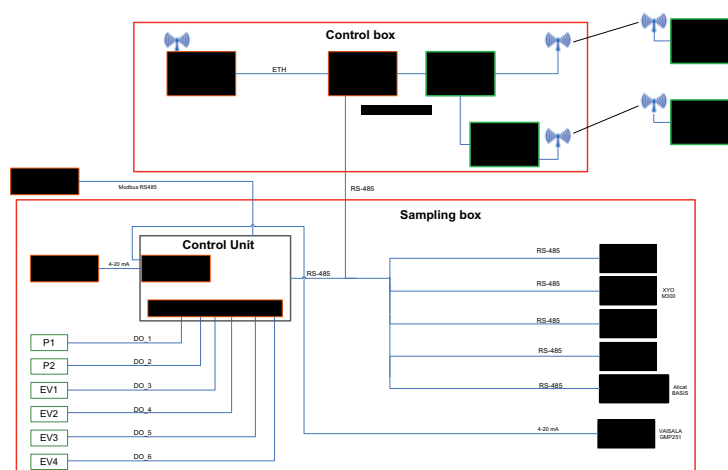 Control box
ETH
RS-485
Modbus RS485
Sampling box
Control Unit
4-20 mA
RS-485
RS-485
RS-485
XYO
M300
RS-485
RS-485
RS-485
Alicat
BASIS
4-20 mA
VAISALA
GMP251
P1
DO_1
P2
DO_2
EV1
DO_3
EV2
DO_4
EV3
DO_5
EV4
DO_6